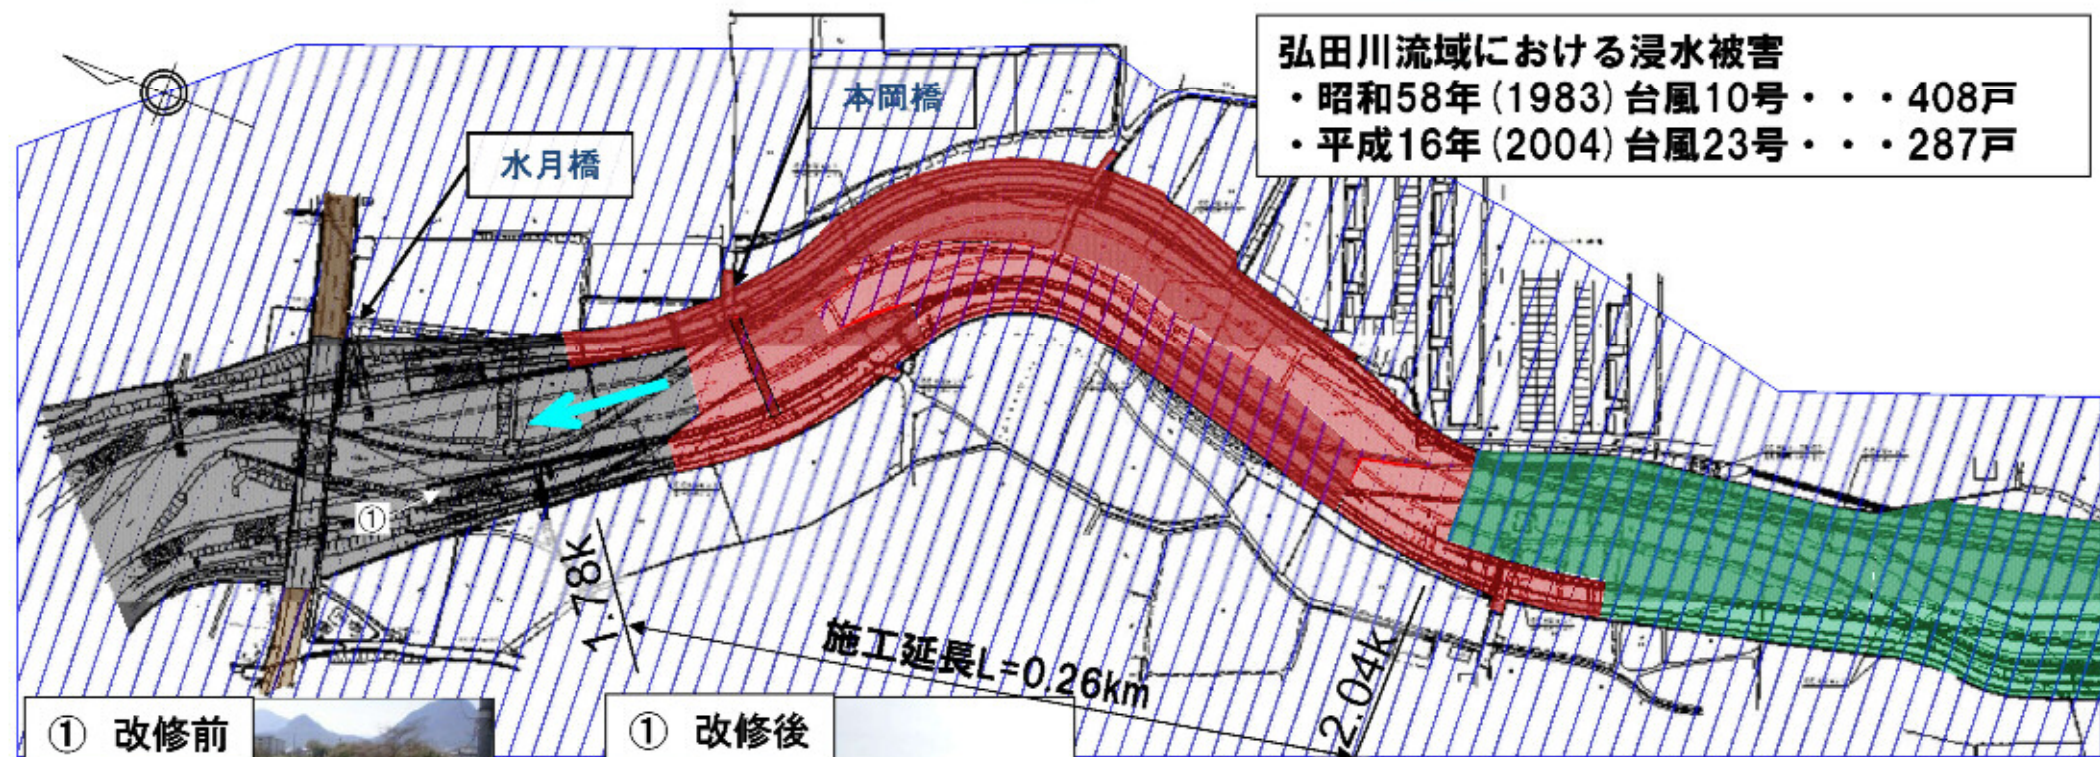 弘田川流域における浸水被害
・昭和58年(1983)台風10号・・・408戸
・平成16年(2004)台風23号・・・287戸
本岡橋
水月橋
①
1.78K
施工延長L=0.26km
2.04K
① 改修前
① 改修後